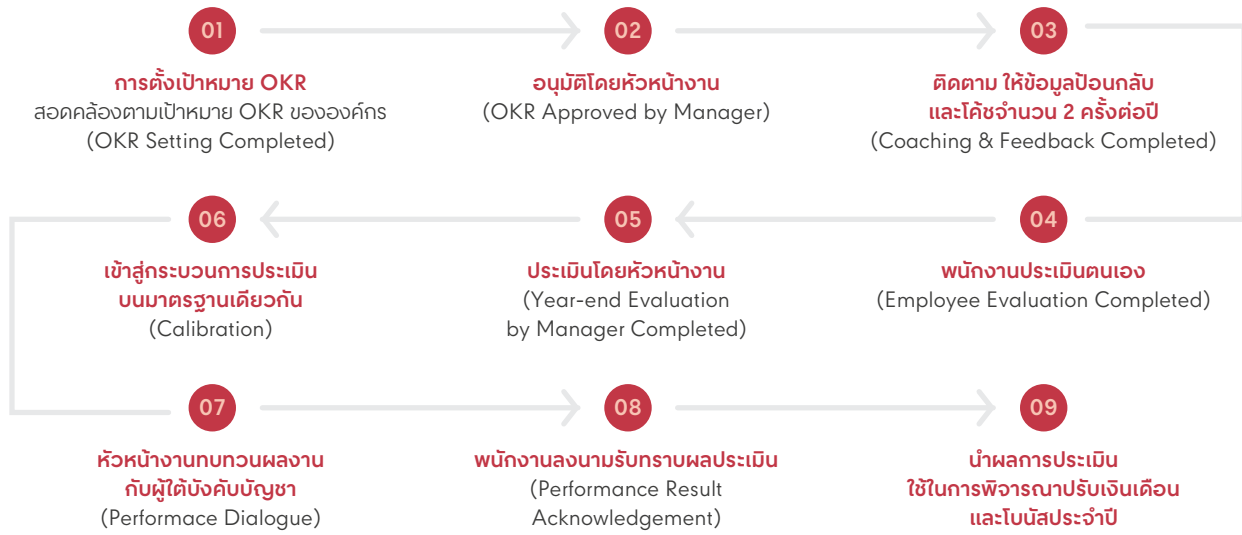 01
การตั้งเป้าหมาย OKR
สอดคล้องตามเป้าหมาย OKR ขององค์กร
(OKR Setting Completed)
02
อนุมัติโดยหัวหน้างาน
(OKR Approved by Manager)
03
ติดตาม ให้ข้อมูลป้อนกลับ
และโค้ชจำนวน 2 ครั้งต่อปี
(Coaching & Feedback Completed)
04
พนักงานประเมินตนเอง
(Employee Evaluation Completed)
05
ประเมินโดยหัวหน้างาน
(Year-end Evaluation
by Manager Completed)
06
เข้าสู่กระบวนการประเมิน
บนมาตรฐานเดียวกัน
(Calibration)
07
หัวหน้างานทบทวนผลงาน
กับผู้ใต้บังคับบัญชา
(Performace Dialogue)
08
พนักงานลงนามรับทราบผลประเมิน
(Performance Result
Acknowledgement)
09
นำผลการประเมิน
ใช้ในการพิจารณาปรับเงินเดือน
และโบนัสประจำปี